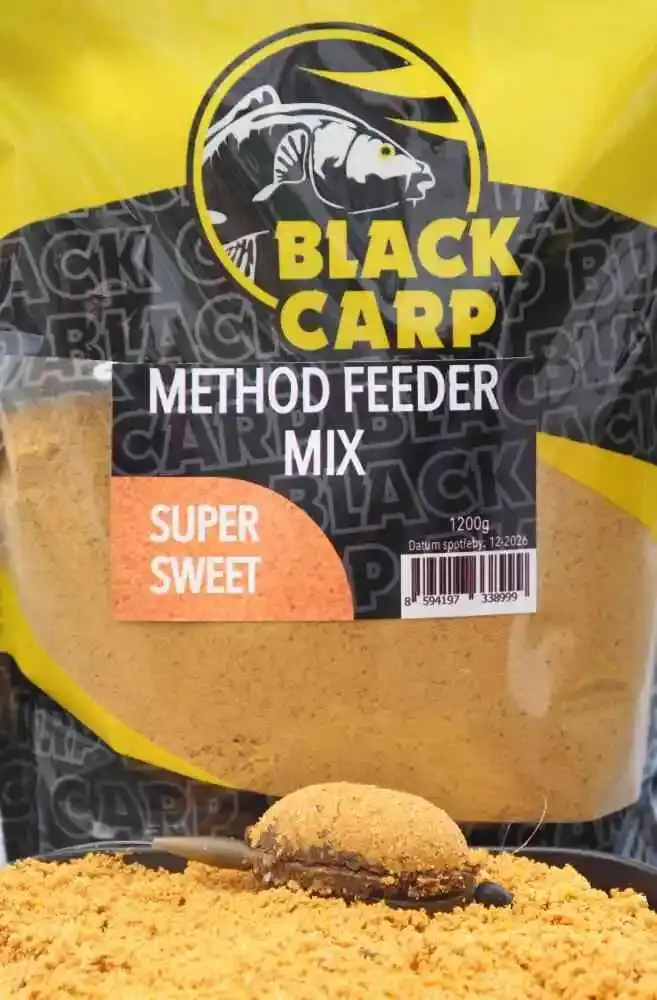 BLACK
CARP
METHOD FEEDER
MIX
SUPER
SWEET
1200g
Datum spotřeby: 12-2026
8 594197 338999